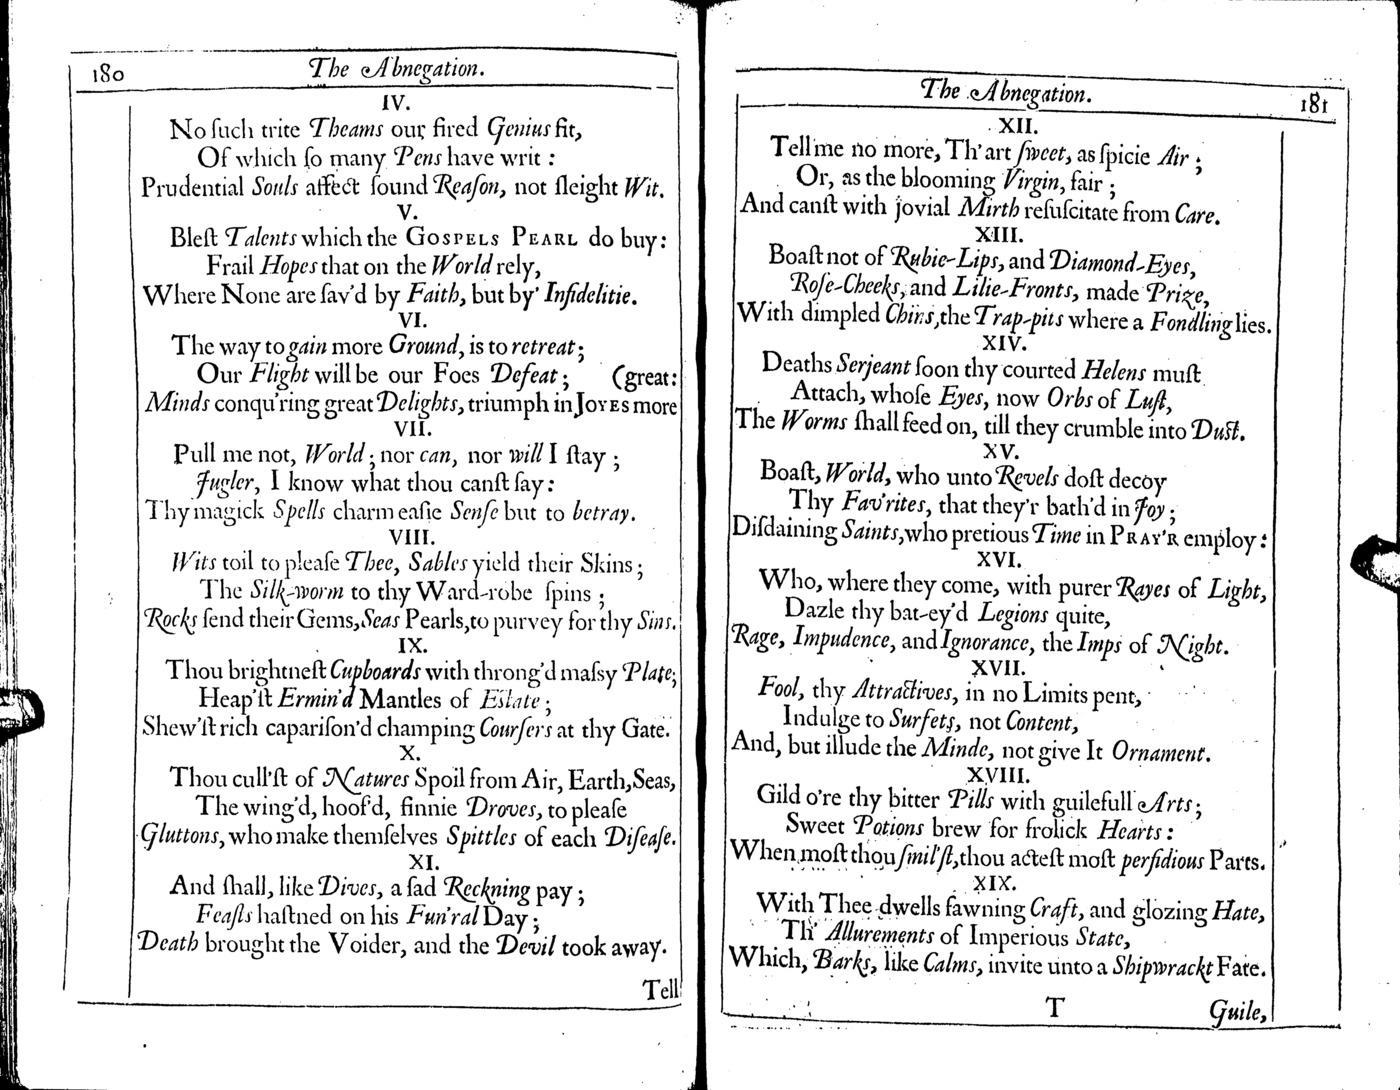 180
The Abnegation.
IV.
No ſuch trite Theams our fired Genius fit,
Of which ſo many Pens have writ :
Prudential Souls affect ſound Reaſon, not ſleight Wit.
V.
Bleſt Talents which the GOSPELS PEARL do buy:
Frail Hopes that on the World rely,
Where None are ſav'd by Faith, but by' Infidelitie.
VI.
The way to gain more Ground, is to retreat;
Our Flight will be our Foes Defeat; (great:
Minds conqu'ring great Delights, triumph in JOYES more
VII.
Pull me not, World; nor can, nor will I ſtay ;
Jugler, I know what thou canſt ſay:
Thy magick Spells charm eaſie Senſe but to betray.
VIII.
Wits toil to pleaſe Thee, Sables yield their Skins;
The Silk-worm to thy Ward-robe ſpins ;
Rocks ſend their Gems, Seas Pearls, to purvey for thy Sins.
IX.
Thou brightneſt Cupboards with throng'd maſsy Plate;
Heap'ſt Ermin'd Mantles of Eſtate ;
Shew'ſt rich capariſon'd champing Courſers at thy Gate.
X.
Thou cull'ſt of Natures Spoil from Air, Earth, Seas,
The wing'd, hoof'd, finnie Droves, to pleaſe
Gluttons, who make themſelves Spittles of each Diſeaſe.
XI.
And ſhall, like Dives, a ſad Reckning pay;
Feaſts haſtned on his Fun'ral Day;
Death brought the Voider, and the Devil took away.
Tell
The Abnegation.
181
XII.
Tell me no more, Th' art ſweet, as ſpicie Air ;
Or, as the blooming Virgin, fair ;
And canſt with jovial Mirth reſuſcitate from Care.
XIII.
Boaſt not of Rubie-Lips, and Diamond-Eyes,
Roſe-Cheeks, and Lilie-Fronts, made Prize,
With dimpled Chins, the Trap-pits where a Fondling lies.
XIV.
Deaths Serjeant ſoon thy courted Helens muſt
Attach, whoſe Eyes, now Orbs of Luſt,
The Worms ſhall feed on, till they crumble into Duſt.
XV.
Boaſt, World, who unto Revels doſt decoy
Thy Fav'rites, that they'r bath'd in Joy;
Diſdaining Saints, who pretious Time in PRAY'R employ:
XVI.
Who, where they come, with purer Rayes of Light,
Dazle thy bat-ey'd Legions quite,
Rage, Impudence, and Ignorance, the Imps of Night.
XVII.
Fool, thy Attractives, in no Limits pent,
Indulge to Surfets, not Content,
And, but illude the Minde, not give It Ornament.
XVIII.
Gild o're thy bitter Pills with guilefull Arts;
Sweet Potions brew for frolick Hearts :
When moſt thou ſmil'ſt, thou acteſt moſt perfidious Parts.
XIX.
With Thee dwells fawning Craft, and glozing Hate,
Th' Allurements of Imperious State,
Which, Barks, like Calms, invite unto a Shipwrackt Fate.
T
Guile,